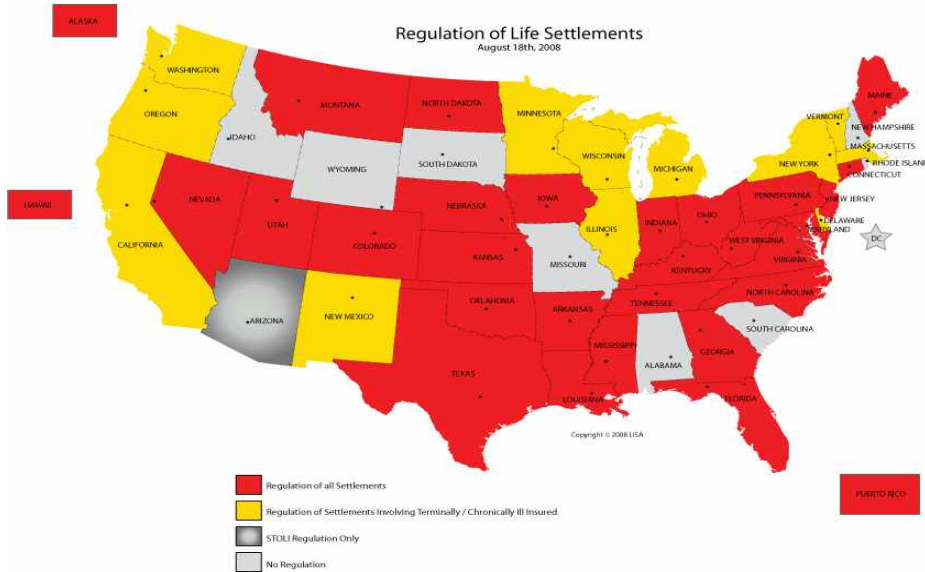 ALASKA
Regulation of Life Settlements
August 18th, 2008
WASHINGTON
MONTANA
NORTH DAKOTA
MINNESOTA
MAINE
OREGON
IDAHO
VERMONT
NEW HAMPSHIRE
MASSACHUSETTS
WISCONSIN
SOUTH DAKOTA
WYOMING
MICHIGAN
NEW YORK
RHODE ISLAND
CONNECTICUT
HAWAII
NEVADA
NEBRASKA
IOWA
PENNSYLVANIA
NEW JERSEY
UTAH
ILLINOIS
INDIANA
OHIO
DELAWARE
MARYLAND
DC
CALIFORNIA
COLORADO
KANSAS
MISSOURI
WEST VIRGINIA
VIRGINIA
KENTUCKY
NORTH CAROLINA
ARIZONA
NEW MEXICO
OKLAHOMA
ARKANSAS
TENNESSEE
SOUTH CAROLINA
MISSISSIPPI
ALABAMA
GEORGIA
TEXAS
LOUISIANA
FLORIDA
Copyright © 2008 LISA
Regulation of all Settlements
PUERTO RICO
Regulation of Settlements Involving Terminally / Chronically Ill Insured
STOLI Regulation Only
No Regulation